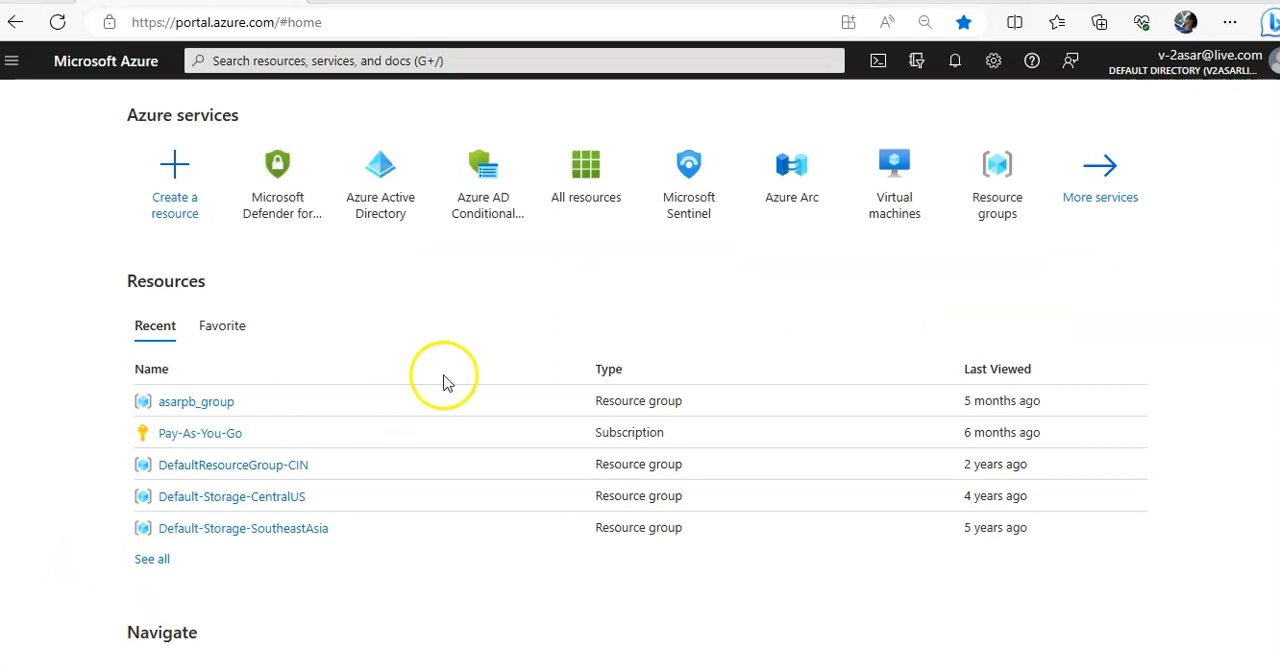 https://portal.azure.com/#home
Microsoft Azure
Search resources, services, and docs (G+/)
v-2asar@live.com
DEFAULT DIRECTORY (V2ASARLI...
Azure services
Create a
resource
Microsoft
Defender for...
Azure Active
Directory
Azure AD
Conditional...
All resources
Microsoft
Sentinel
Azure Arc
Virtual
machines
Resource
groups
More services
Resources
Recent Favorite
Name Type Last Viewed
asarpb_group Resource group 5 months ago
Pay-As-You-Go Subscription 6 months ago
DefaultResourceGroup-CIN Resource group 2 years ago
Default-Storage-CentralUS Resource group 4 years ago
Default-Storage-SoutheastAsia Resource group 5 years ago
See all
Navigate